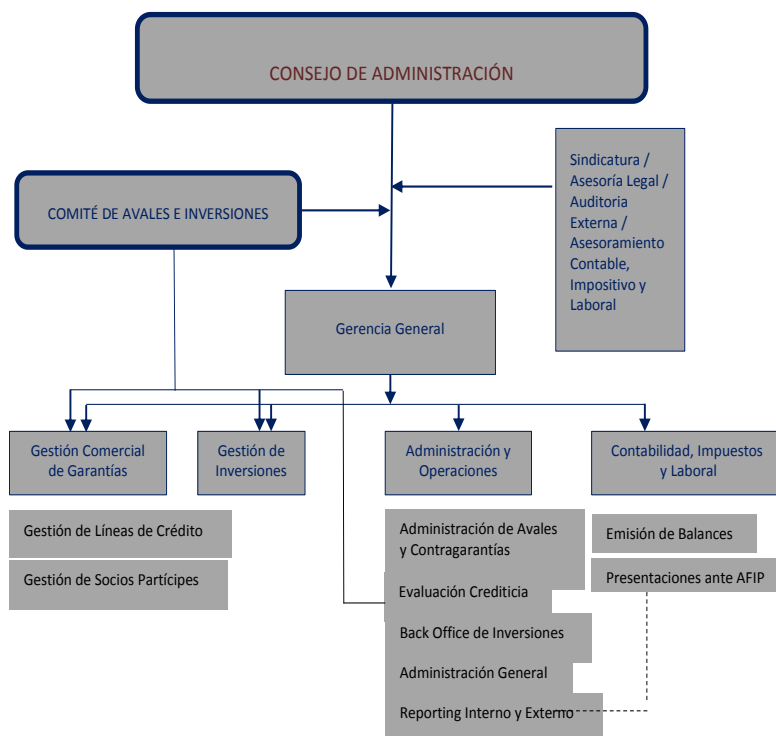 CONSEJO DE ADMINISTRACIÓN
Sindicatura /
Asesoría Legal /
Auditoria
Externa /
Asesoramiento
Contable,
Impositivo y
Laboral
COMITÉ DE AVALES E INVERSIONES
Gerencia General
Gestión Comercial
de Garantías
Gestión de
Inversiones
Administración y
Operaciones
Contabilidad, Impuestos
y Laboral
Gestión de Líneas de Crédito
Gestión de Socios Partícipes
Administración de Avales
y Contragarantías
Evaluación Crediticia
Back Office de Inversiones
Administración General
Reporting Interno y Externo
Emisión de Balances
Presentaciones ante AFIP